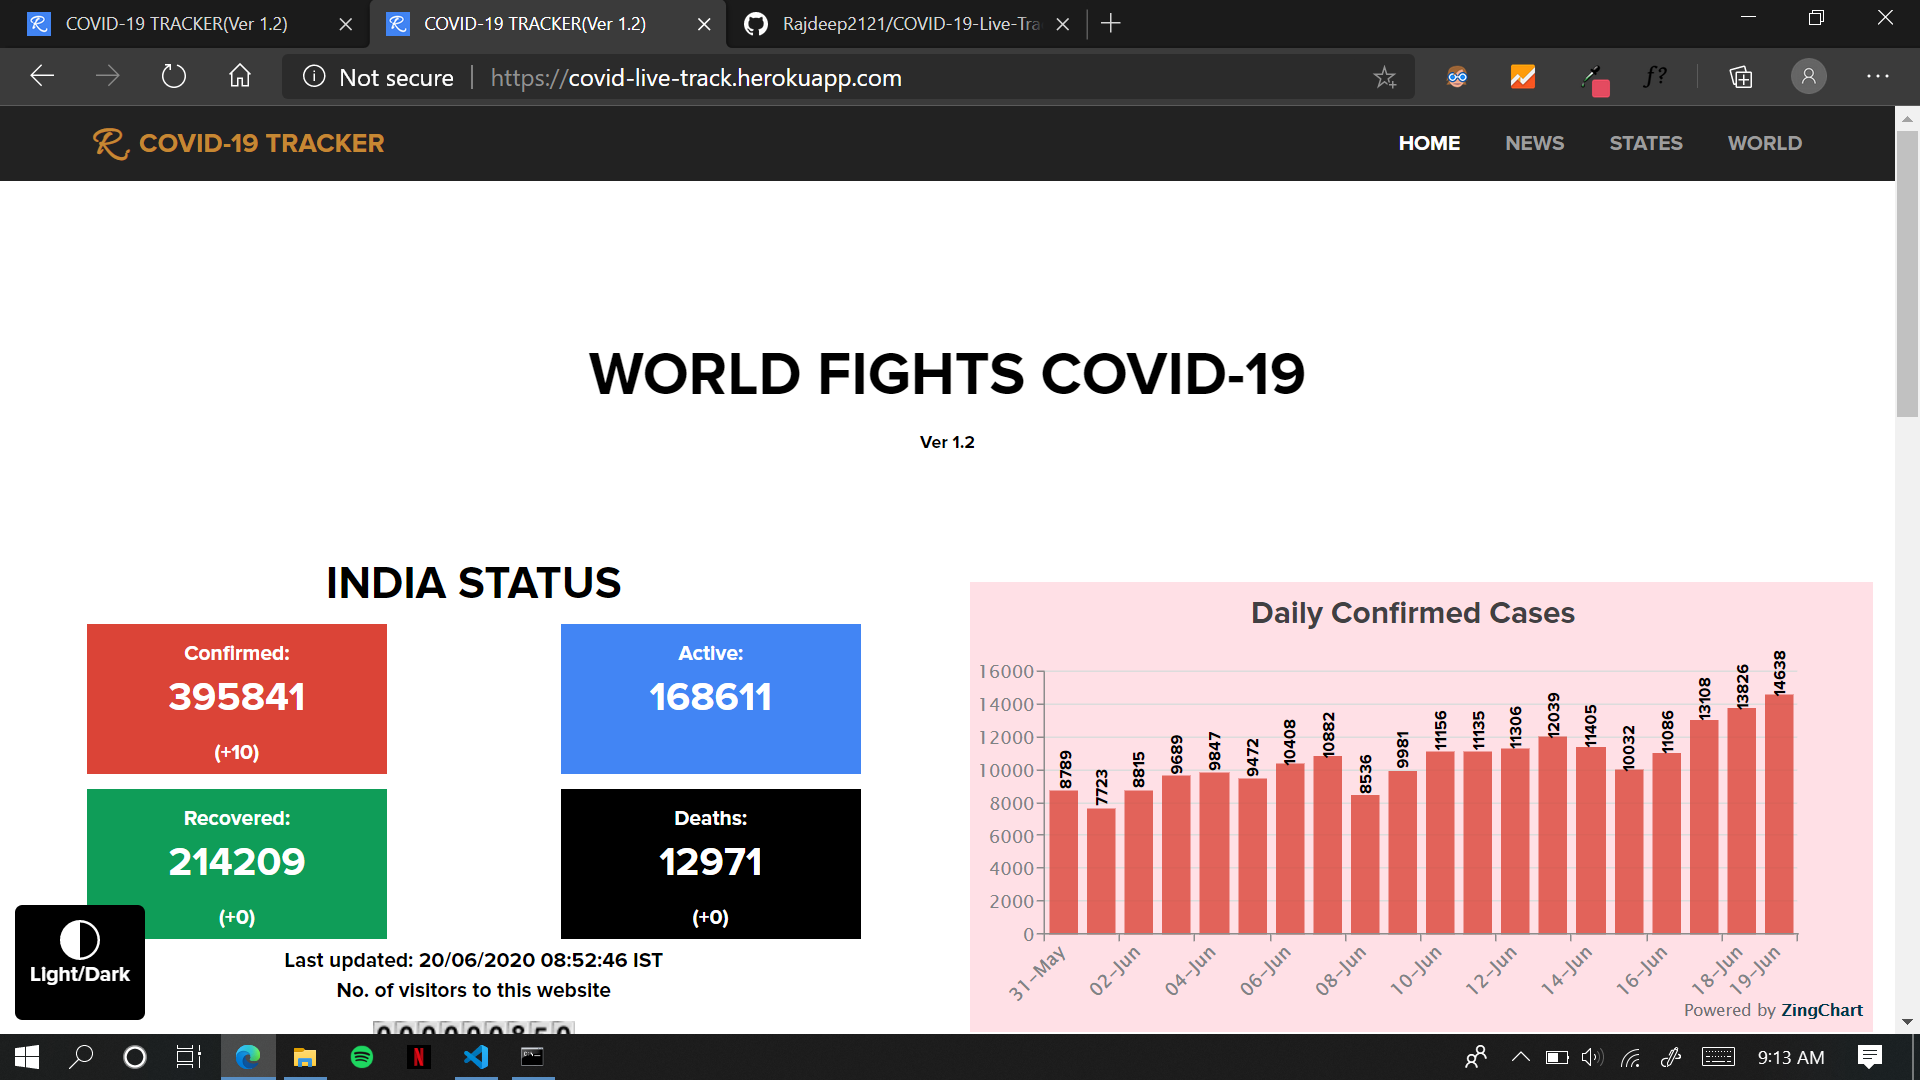 COVID-19 TRACKER(Ver 1.2)
COVID-19 TRACKER(Ver 1.2)
Rajdeep2121/COVID-19-Live-Tra
Not secure
https://covid-live-track.herokuapp.com
f?
R COVID-19 TRACKER
HOME NEWS STATES WORLD
WORLD FIGHTS COVID-19
Ver 1.2
INDIA STATUS
Confirmed:
395841
(+10)
Active:
168611
Recovered:
214209
(+0)
Deaths:
12971
(+0)
Light/Dark
Last updated: 20/06/2020 08:52:46 IST
No. of visitors to this website
Daily Confirmed Cases
16000
14000
12000
10000
8000
6000
4000
2000
0
8789
7723
8815
9689
9847
9472
10408
10882
8536
9981
11156
11135
11306
12039
11405
10032
11086
13108
13826
14638
31-May
02-Jun
04-Jun
06-Jun
08-Jun
10-Jun
12-Jun
14-Jun
16-Jun
18-Jun
19-Jun
Powered by ZingChart
9:13 AM